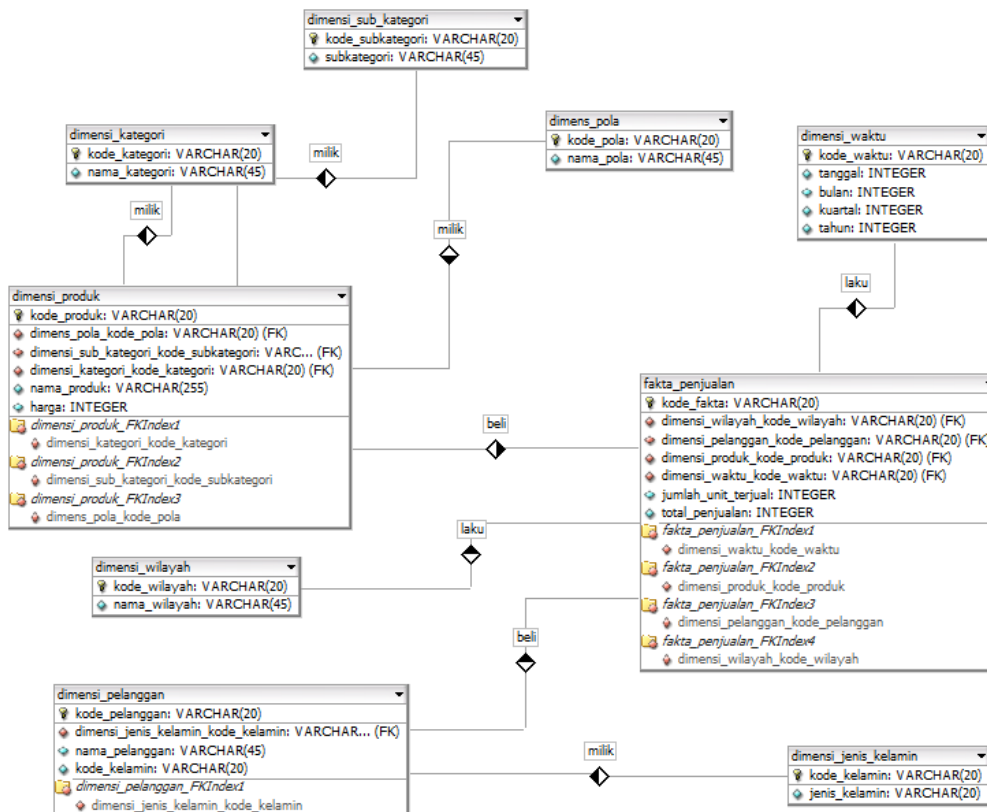 dimensi_sub_kategori
kode_subkategori: VARCHAR(20)
subkategori: VARCHAR(45)
dimensi_kategori
kode_kategori: VARCHAR(20)
nama_kategori: VARCHAR(45)
milik
dimens_pola
kode_pola: VARCHAR(20)
nama_pola: VARCHAR(45)
dimensi_waktu
kode_waktu: VARCHAR(20)
tanggal: INTEGER
bulan: INTEGER
kuartal: INTEGER
tahun: INTEGER
milik
milik
laku
dimensi_produk
kode_produk: VARCHAR(20)
dimens_pola_kode_pola: VARCHAR(20) (FK)
dimensi_sub_kategori_kode_subkategori: VARC... (FK)
dimensi_kategori_kode_kategori: VARCHAR(20) (FK)
nama_produk: VARCHAR(255)
harga: INTEGER
dimensi_produk_FKIndex1
dimensi_kategori_kode_kategori
dimensi_produk_FKIndex2
dimensi_sub_kategori_kode_subkategori
dimensi_produk_FKIndex3
dimens_pola_kode_pola
beli
fakta_penjualan
kode_fakta: VARCHAR(20)
dimensi_wilayah_kode_wilayah: VARCHAR(20) (FK)
dimensi_pelanggan_kode_pelanggan: VARCHAR(20) (FK)
dimensi_produk_kode_produk: VARCHAR(20) (FK)
dimensi_waktu_kode_waktu: VARCHAR(20) (FK)
jumlah_unit_terjual: INTEGER
total_penjualan: INTEGER
fakta_penjualan_FKIndex1
dimensi_waktu_kode_waktu
fakta_penjualan_FKIndex2
dimensi_produk_kode_produk
fakta_penjualan_FKIndex3
dimensi_pelanggan_kode_pelanggan
fakta_penjualan_FKIndex4
dimensi_wilayah_kode_wilayah
laku
dimensi_wilayah
kode_wilayah: VARCHAR(20)
nama_wilayah: VARCHAR(45)
beli
dimensi_pelanggan
kode_pelanggan: VARCHAR(20)
dimensi_jenis_kelamin_kode_kelamin: VARCHAR... (FK)
nama_pelanggan: VARCHAR(45)
kode_kelamin: VARCHAR(20)
dimensi_pelanggan_FKIndex1
dimensi_jenis_kelamin_kode_kelamin
milik
dimensi_jenis_kelamin
kode_kelamin: VARCHAR(20)
jenis_kelamin: VARCHAR(20)